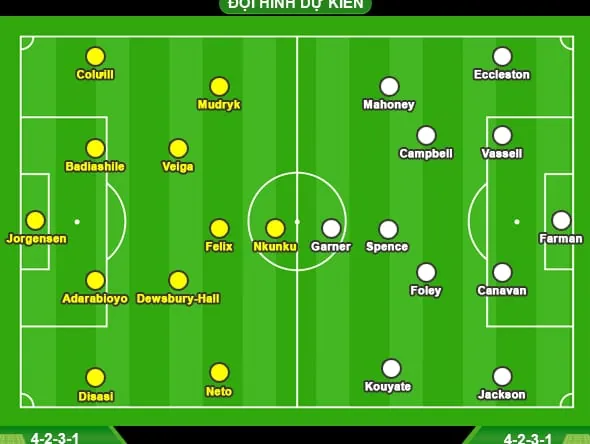 ĐỘI HÌNH DỰ KIẾN
Colwill
Eccleston
Mudryk
Mahoney
Badiashile
Veiga
Campbell
Vassell
Jorgensen
Felix
Nkunku
Garner
Spence
Farman
Adarabioyo
Dewsbury-Hall
Foley
Canavan
Disasi
Neto
Kouyate
Jackson
4-2-3-1
4-2-3-1